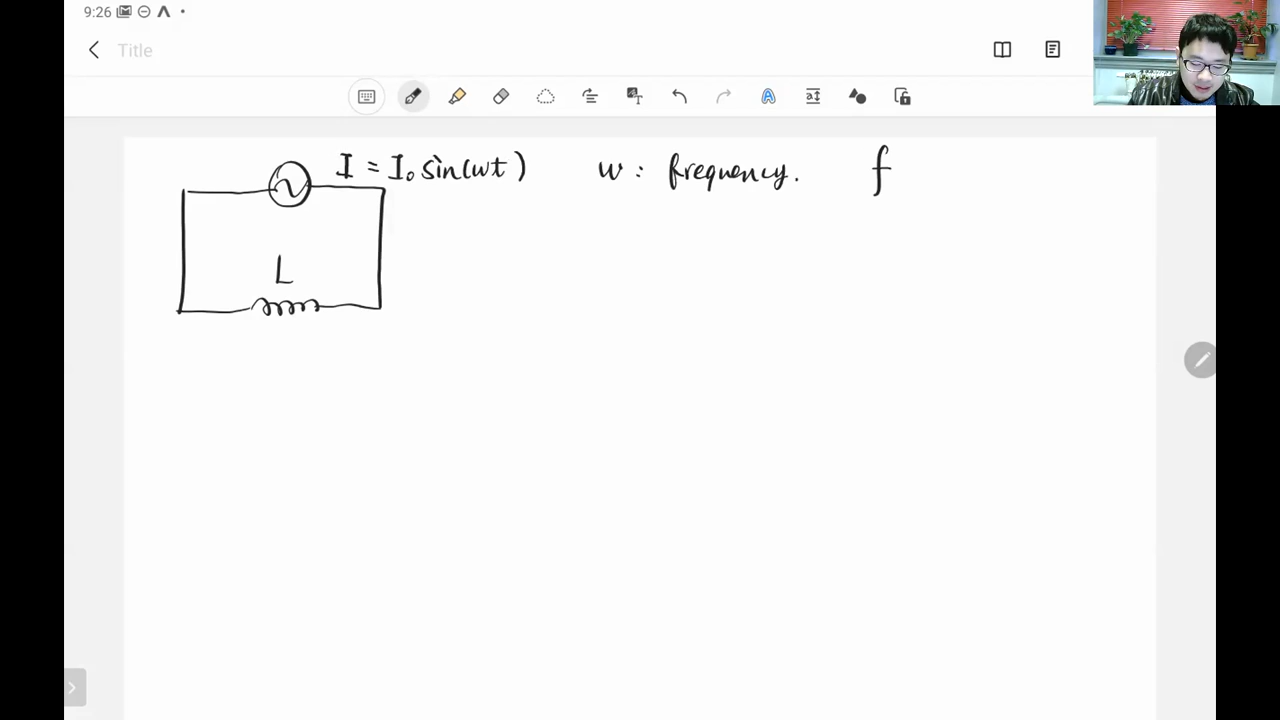 9:26
Title
I = I₀ sin(wt) w : frequency. f
L